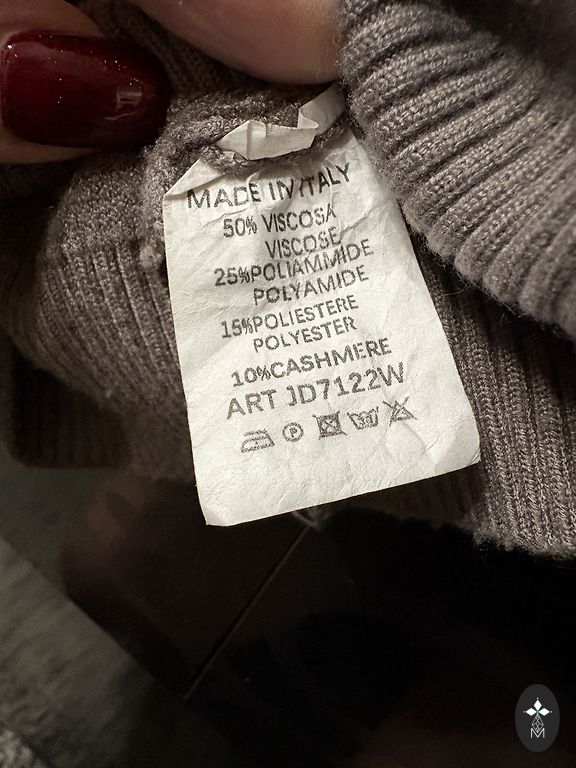 MADE IN ITALY
50% VISCOSA
VISCOSE
25%POLIAMMIDE
POLYAMIDE
15%POLIESTERE
POLYESTER
10%CASHMERE
ART JD7122W
P
M